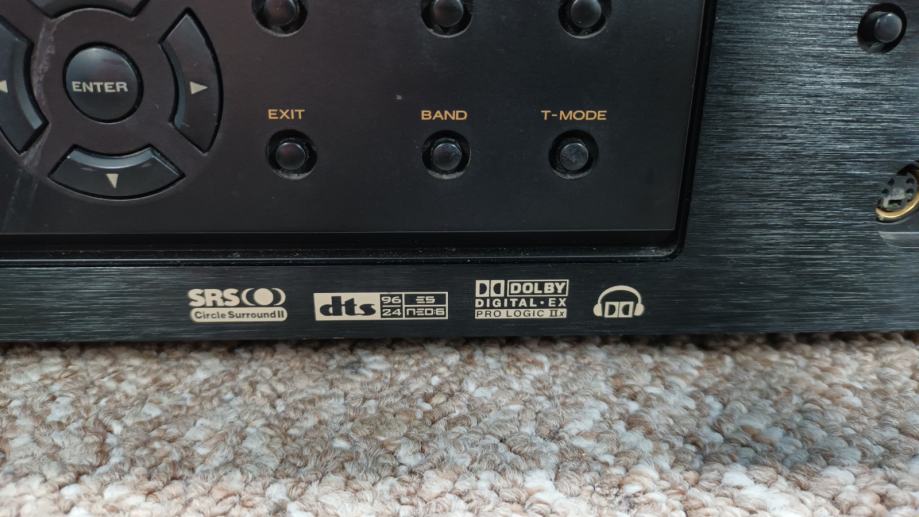 ENTER
EXIT BAND T-MODE
SRS
Circle Surround II
dts 96 24 ES NEO:6
DOLBY
DIGITAL·EX
PRO LOGIC IIx